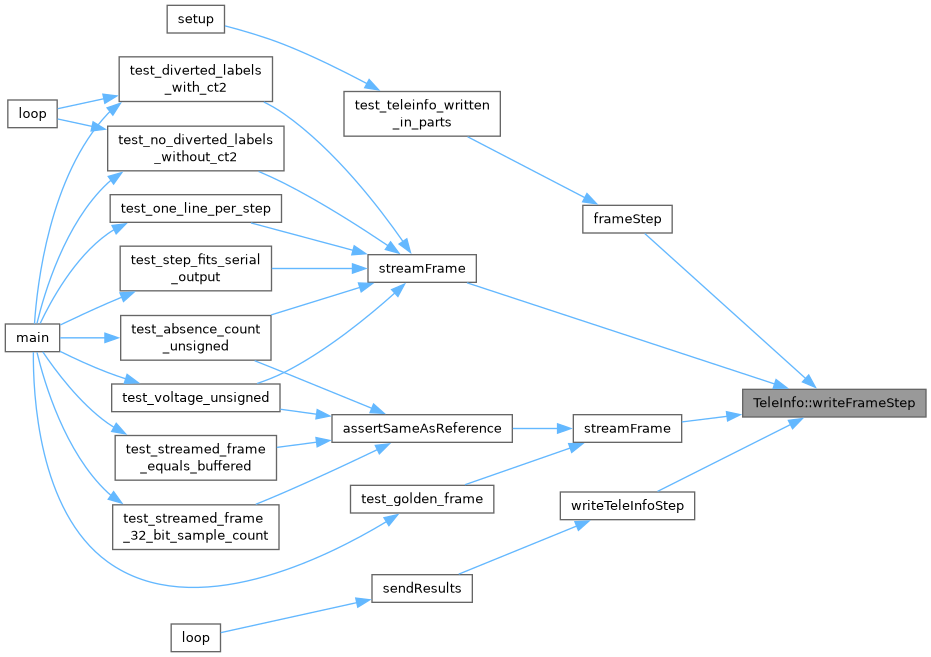 setup
test_diverted_labels
_with_ct2
test_teleinfo_written
_in_parts
loop
test_no_diverted_labels
_without_ct2
test_one_line_per_step
frameStep
test_step_fits_serial
_output
streamFrame
test_absence_count
_unsigned
main
test_voltage_unsigned
TeleInfo::writeFrameStep
assertSameAsReference
streamFrame
test_streamed_frame
_equals_buffered
test_golden_frame
writeTeleInfoStep
test_streamed_frame
_32_bit_sample_count
sendResults
loop